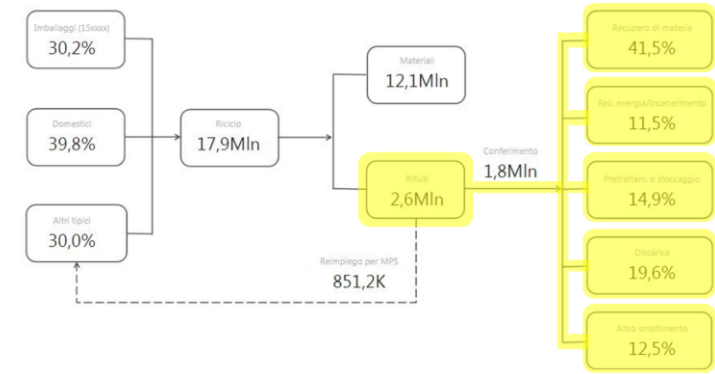 Imballaggi (15xxxx)
30,2%
Domestici
39,8%
Altri tipici
30,0%
Riciclo
17,9Mln
Materiali
12,1Mln
Rifiuti
2,6Mln
Reimpiego per MPS
851,2K
Conferimento
1,8Mln
Recupero di materia
41,5%
Rec. energia/Incenerimento
11,5%
Pretrattam. e stoccaggio
14,9%
Discarica
19,6%
Altro smaltimento
12,5%